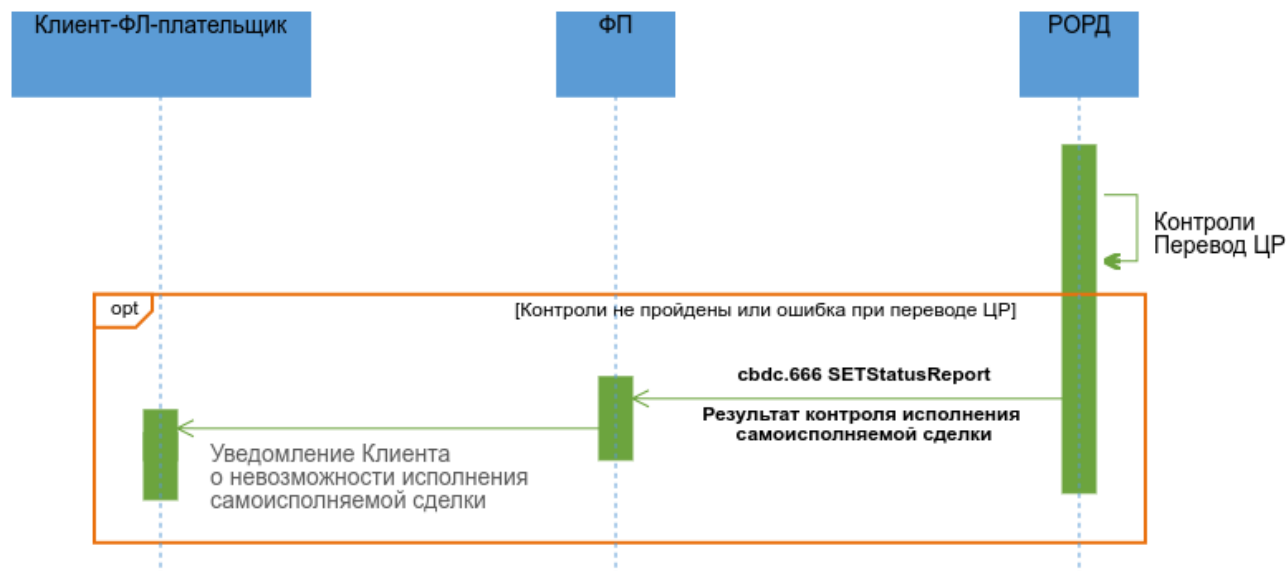 Клиент-ФЛ-плательщик
ФП
РОРД
Контроли
Перевод ЦР
opt
[Контроли не пройдены или ошибка при переводе ЦР]
cbdc.666 SETStatusReport
Результат контроля исполнения
самоисполняемой сделки
Уведомление Клиента
о невозможности исполнения
самоисполняемой сделки